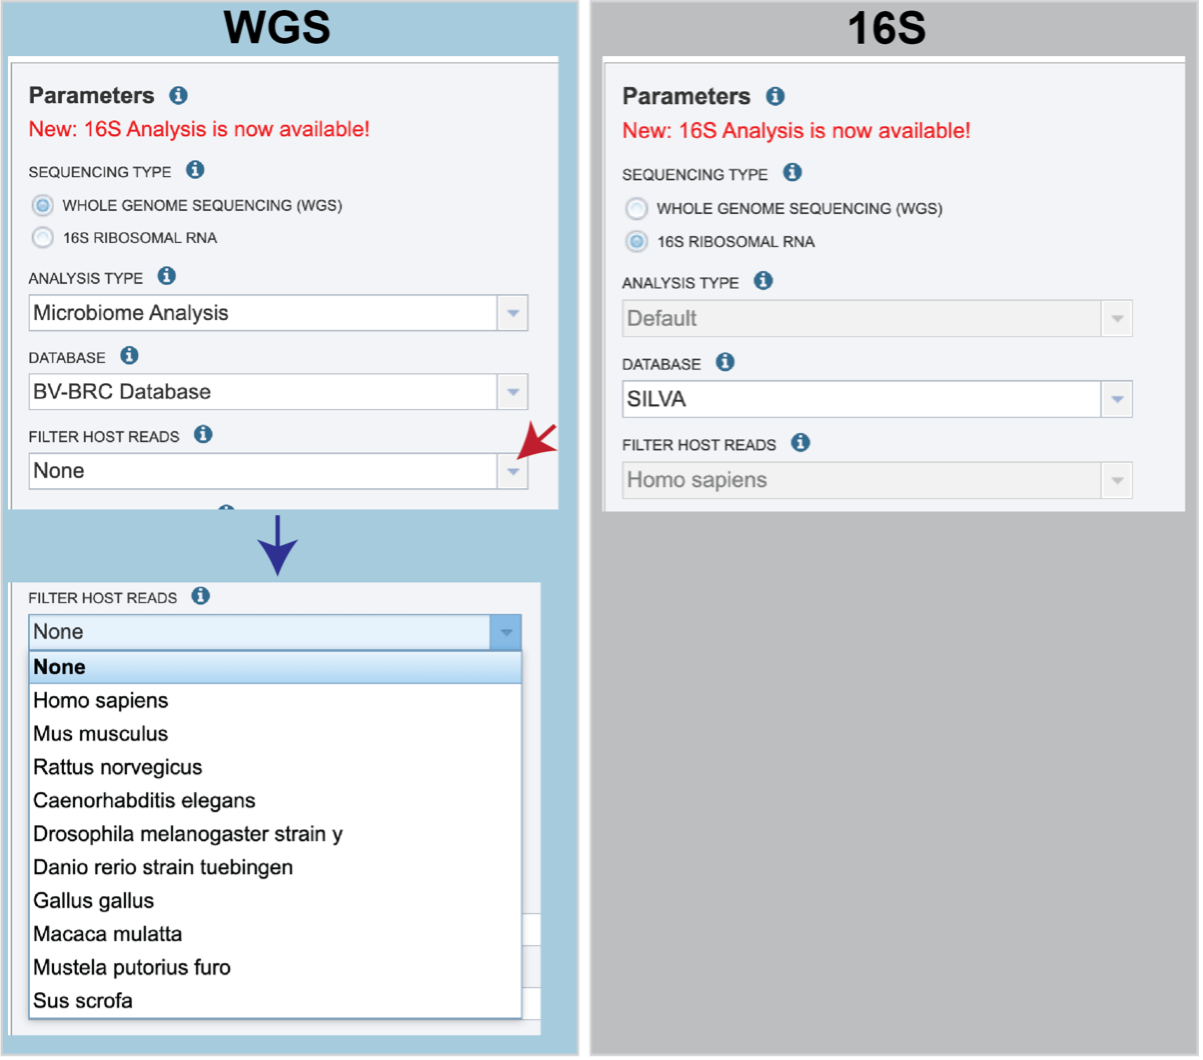 WGS
Parameters
New: 16S Analysis is now available!
SEQUENCING TYPE
WHOLE GENOME SEQUENCING (WGS)
16S RIBOSOMAL RNA
ANALYSIS TYPE
Microbiome Analysis
DATABASE
BV-BRC Database
FILTER HOST READS
None
FILTER HOST READS
None
None
Homo sapiens
Mus musculus
Rattus norvegicus
Caenorhabditis elegans
Drosophila melanogaster strain y
Danio rerio strain tuebingen
Gallus gallus
Macaca mulatta
Mustela putorius furo
Sus scrofa
16S
Parameters
New: 16S Analysis is now available!
SEQUENCING TYPE
WHOLE GENOME SEQUENCING (WGS)
16S RIBOSOMAL RNA
ANALYSIS TYPE
Default
DATABASE
SILVA
FILTER HOST READS
Homo sapiens